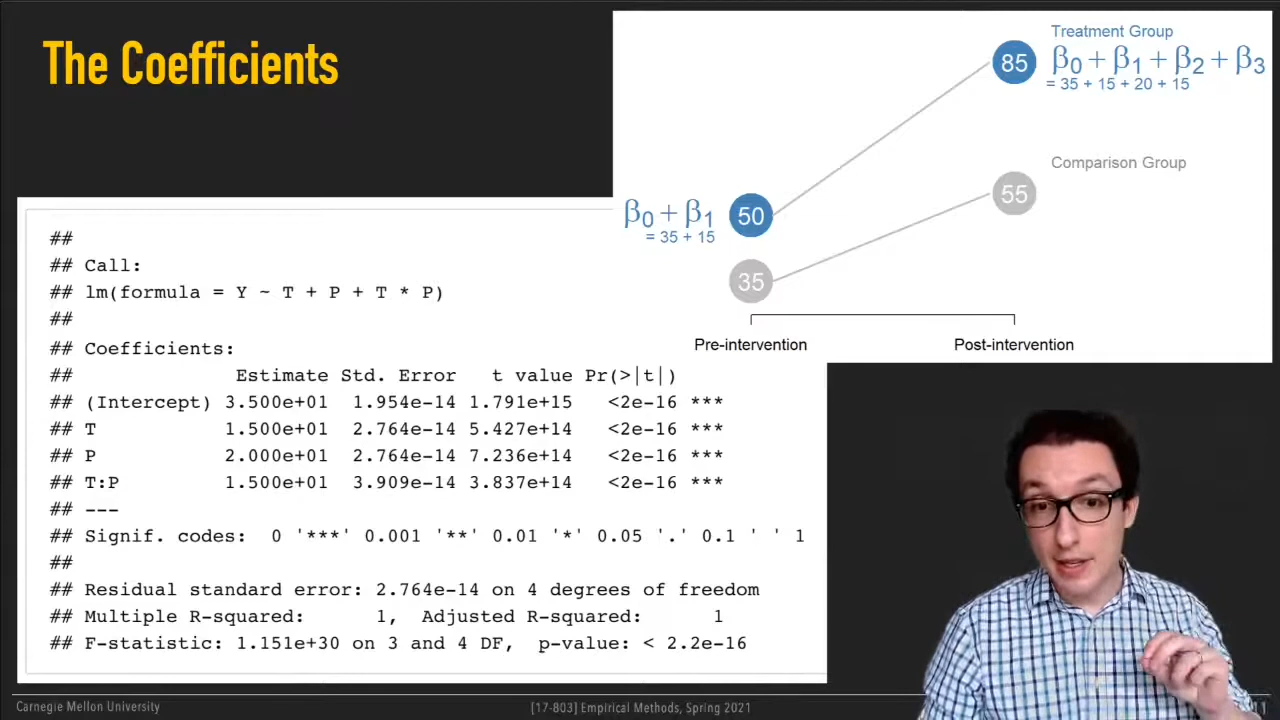 The Coefficients
Treatment Group
85
β0 + β1 + β2 + β3
= 35 + 15 + 20 + 15
Comparison Group
55
β0 + β1
= 35 + 15
50
35
Pre-intervention
Post-intervention
##
## Call:
## lm(formula = Y ~ T + P + T * P)
##
## Coefficients:
##              Estimate Std. Error   t value Pr(>|t|)
## (Intercept) 3.500e+01  1.954e-14 1.791e+15   <2e-16 ***
## T           1.500e+01  2.764e-14 5.427e+14   <2e-16 ***
## P           2.000e+01  2.764e-14 7.236e+14   <2e-16 ***
## T:P         1.500e+01  3.909e-14 3.837e+14   <2e-16 ***
## ---
## Signif. codes:  0 '***' 0.001 '**' 0.01 '*' 0.05 '.' 0.1 ' ' 1
##
## Residual standard error: 2.764e-14 on 4 degrees of freedom
## Multiple R-squared:      1, Adjusted R-squared:      1
## F-statistic: 1.151e+30 on 3 and 4 DF,  p-value: < 2.2e-16
Carnegie Mellon University
[17-803] Empirical Methods, Spring 2021
11